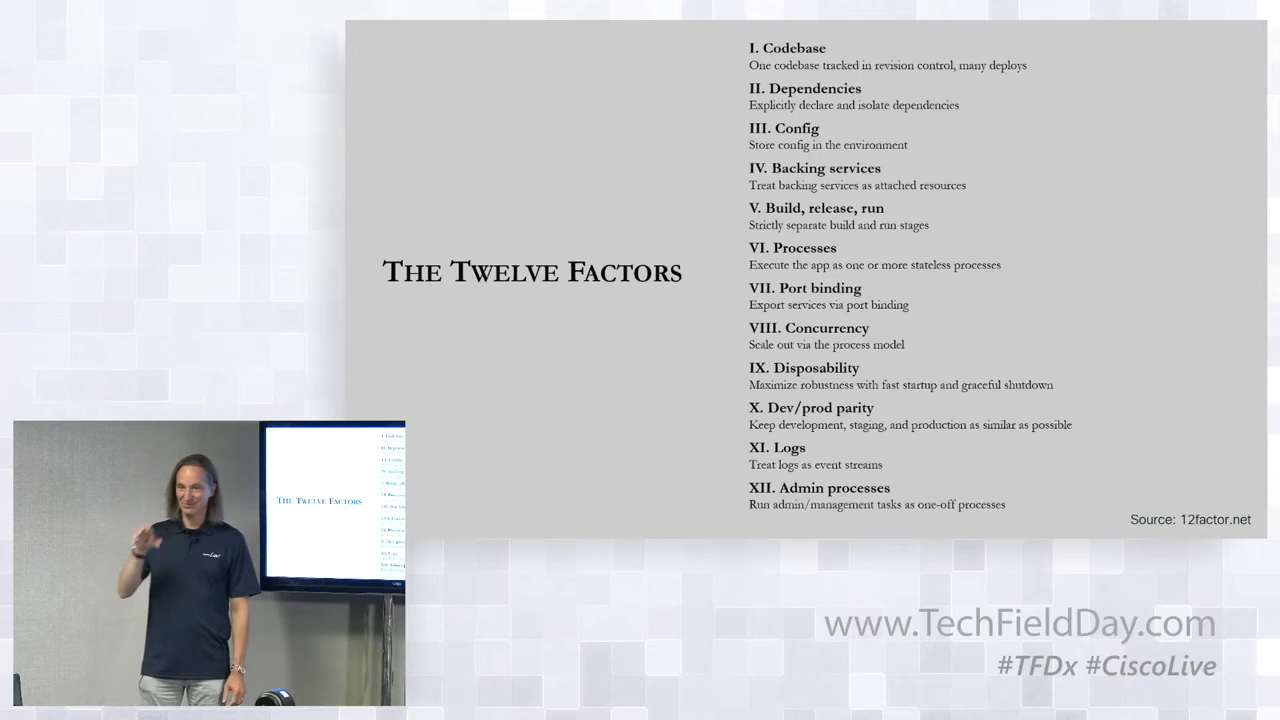 THE TWELVE FACTORS
I. Codebase
One codebase tracked in revision control, many deploys
II. Dependencies
Explicitly declare and isolate dependencies
III. Config
Store config in the environment
IV. Backing services
Treat backing services as attached resources
V. Build, release, run
Strictly separate build and run stages
VI. Processes
Execute the app as one or more stateless processes
VII. Port binding
Export services via port binding
VIII. Concurrency
Scale out via the process model
IX. Disposability
Maximize robustness with fast startup and graceful shutdown
X. Dev/prod parity
Keep development, staging, and production as similar as possible
XI. Logs
Treat logs as event streams
XII. Admin processes
Run admin/management tasks as one-off processes
Source: 12factor.net
THE TWELVE FACTORS
www.TechFieldDay.com
#TFDx #CiscoLive